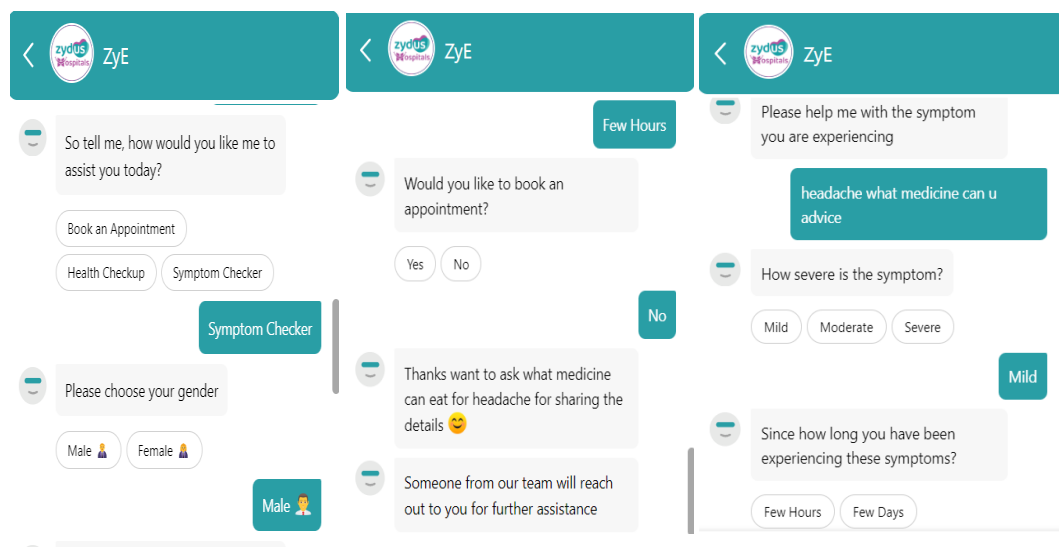 zydus
Hospitals
ZyE
So tell me, how would you like me to
assist you today?
Book an Appointment
Health Checkup
Symptom Checker
Symptom Checker
Please choose your gender
Male
Female
Male
zydus
Hospitals
ZyE
Few Hours
Would you like to book an
appointment?
Yes
No
No
Thanks want to ask what medicine
can eat for headache for sharing the
details
Someone from our team will reach
out to you for further assistance
zydus
Hospitals
ZyE
Please help me with the symptom
you are experiencing
headache what medicine can u
advice
How severe is the symptom?
Mild
Moderate
Severe
Mild
Since how long you have been
experiencing these symptoms?
Few Hours
Few Days